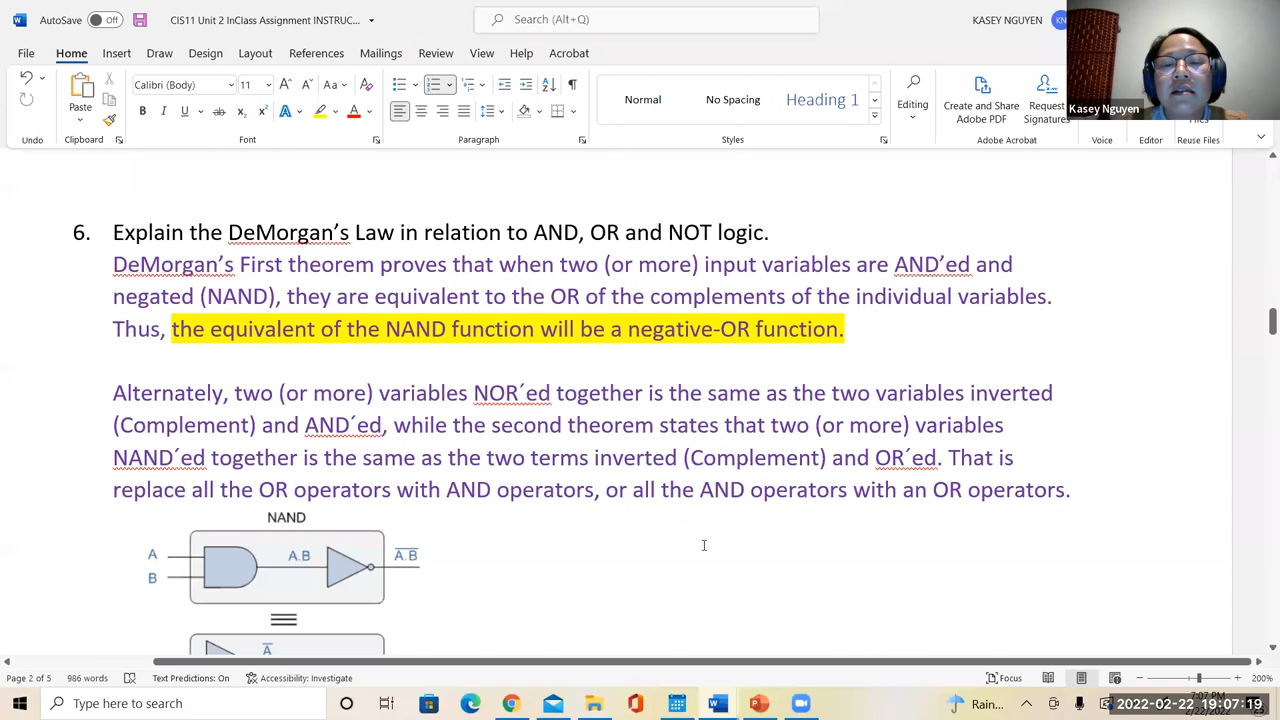 AutoSave Off CIS11 Unit 2 InClass Assignment INSTRUC... Search (Alt+Q) KASEY NGUYEN KN
File Home Insert Draw Design Layout References Mailings Review View Help Acrobat
Calibri (Body) 11 Aa
Paste
Normal No Spacing Heading 1
Editing
Create and Share
Adobe PDF
Request
Signatures
Files
Kasey Nguyen
Undo Clipboard Font Paragraph Styles Adobe Acrobat Voice Editor Reuse Files
6. Explain the DeMorgan’s Law in relation to AND, OR and NOT logic.
DeMorgan’s First theorem proves that when two (or more) input variables are AND’ed and
negated (NAND), they are equivalent to the OR of the complements of the individual variables.
Thus, the equivalent of the NAND function will be a negative-OR function.
Alternately, two (or more) variables NOR´ed together is the same as the two variables inverted
(Complement) and AND´ed, while the second theorem states that two (or more) variables
NAND´ed together is the same as the two terms inverted (Complement) and OR´ed. That is
replace all the OR operators with AND operators, or all the AND operators with an OR operators.
NAND
A
A.B
A.B
B
A
Page 2 of 5 986 words Text Predictions: On Accessibility: Investigate Focus 200%
Type here to search Rain... 7:07 PM
2022-02-22 19:07:19